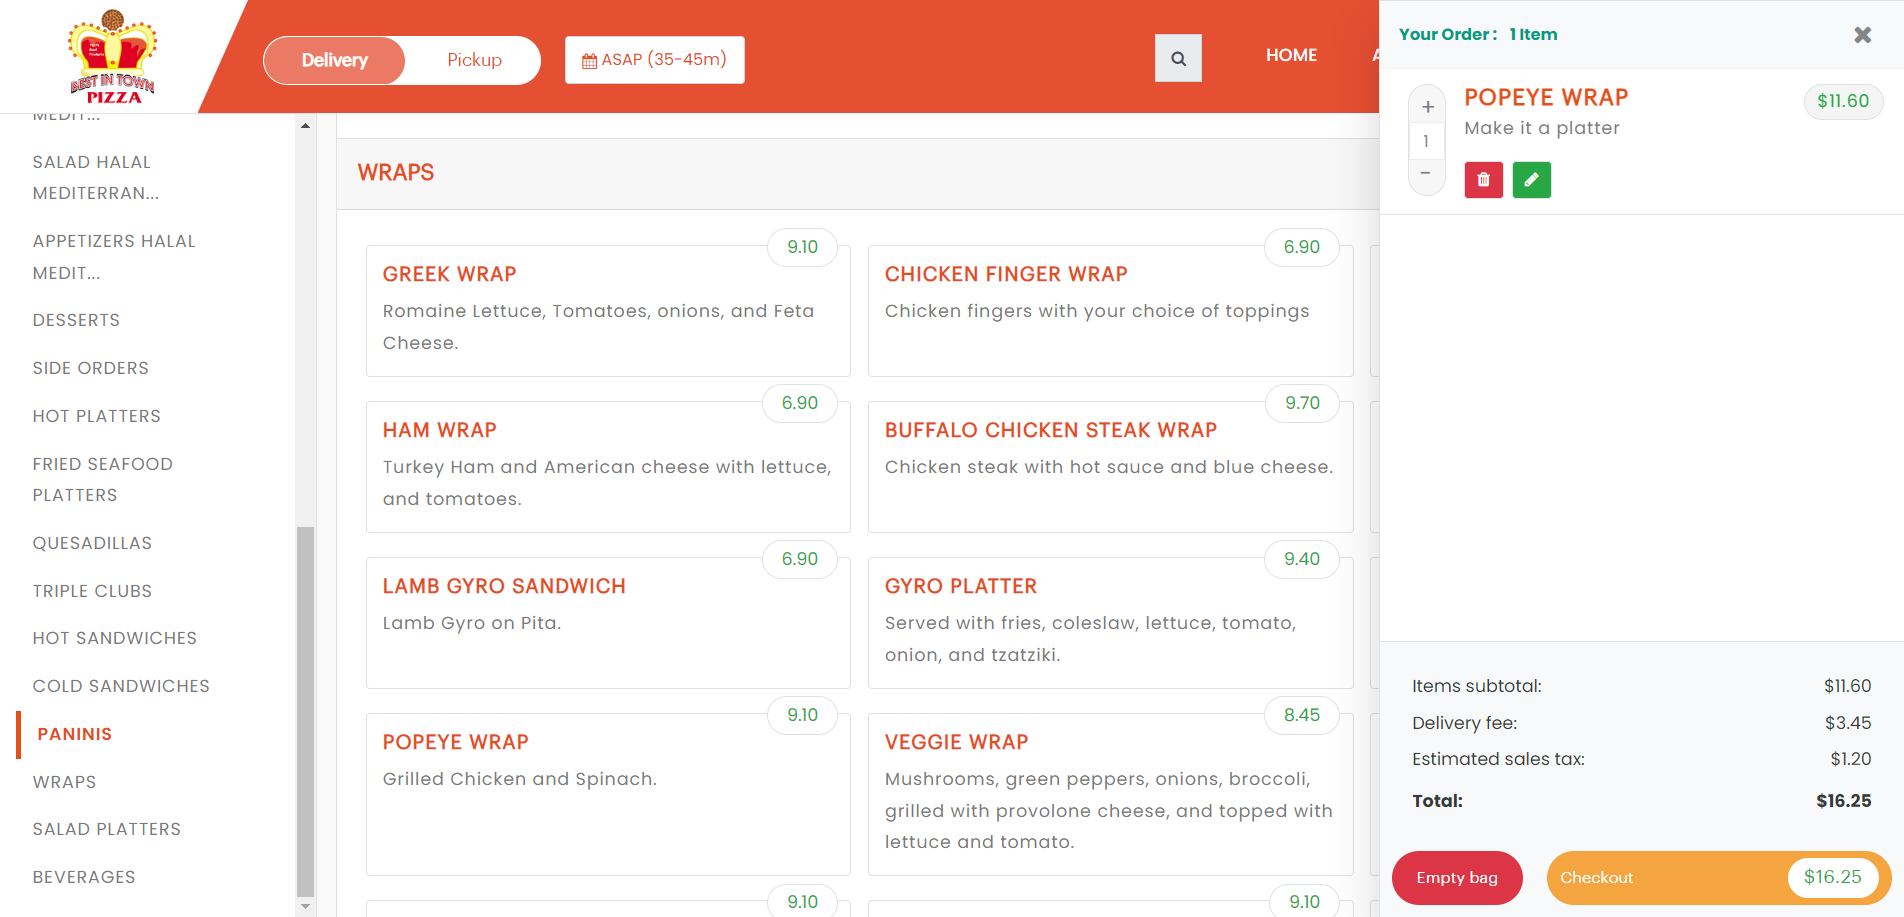 BEST IN TOWN
PIZZA
Delivery
Pickup
ASAP (35-45m)
HOME
MEDIT...
SALAD HALAL
MEDITERRAN...
APPETIZERS HALAL
MEDIT...
DESSERTS
SIDE ORDERS
HOT PLATTERS
FRIED SEAFOOD
PLATTERS
QUESADILLAS
TRIPLE CLUBS
HOT SANDWICHES
COLD SANDWICHES
PANINIS
WRAPS
SALAD PLATTERS
BEVERAGES
WRAPS
9.10
GREEK WRAP
Romaine Lettuce, Tomatoes, onions, and Feta
Cheese.
6.90
CHICKEN FINGER WRAP
Chicken fingers with your choice of toppings
6.90
HAM WRAP
Turkey Ham and American cheese with lettuce,
and tomatoes.
9.70
BUFFALO CHICKEN STEAK WRAP
Chicken steak with hot sauce and blue cheese.
6.90
LAMB GYRO SANDWICH
Lamb Gyro on Pita.
9.40
GYRO PLATTER
Served with fries, coleslaw, lettuce, tomato,
onion, and tzatziki.
9.10
POPEYE WRAP
Grilled Chicken and Spinach.
8.45
VEGGIE WRAP
Mushrooms, green peppers, onions, broccoli,
grilled with provolone cheese, and topped with
lettuce and tomato.
9.10
9.10
Your Order : 1 Item
+
1
−
POPEYE WRAP
Make it a platter
$11.60
Items subtotal: $11.60
Delivery fee: $3.45
Estimated sales tax: $1.20
Total: $16.25
Empty bag
Checkout $16.25